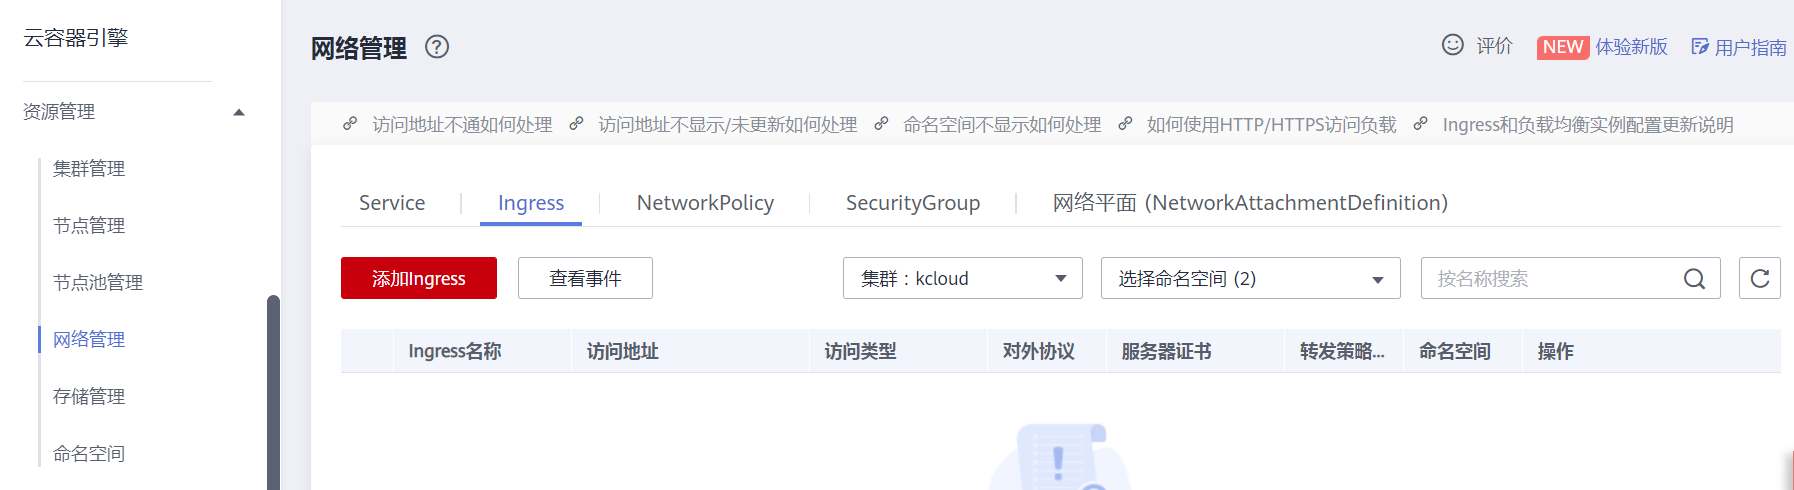 云容器引擎
资源管理
集群管理
节点管理
节点池管理
网络管理
存储管理
命名空间
网络管理 ?
评价 NEW 体验新版 用户指南
访问地址不通如何处理 访问地址不显示/未更新如何处理 命名空间不显示如何处理 如何使用HTTP/HTTPS访问负载 Ingress和负载均衡实例配置更新说明
Service Ingress NetworkPolicy SecurityGroup 网络平面 (NetworkAttachmentDefinition)
添加Ingress 查看事件 集群：kcloud 选择命名空间 (2) 按名称搜索
Ingress名称 访问地址 访问类型 对外协议 服务器证书 转发策略... 命名空间 操作